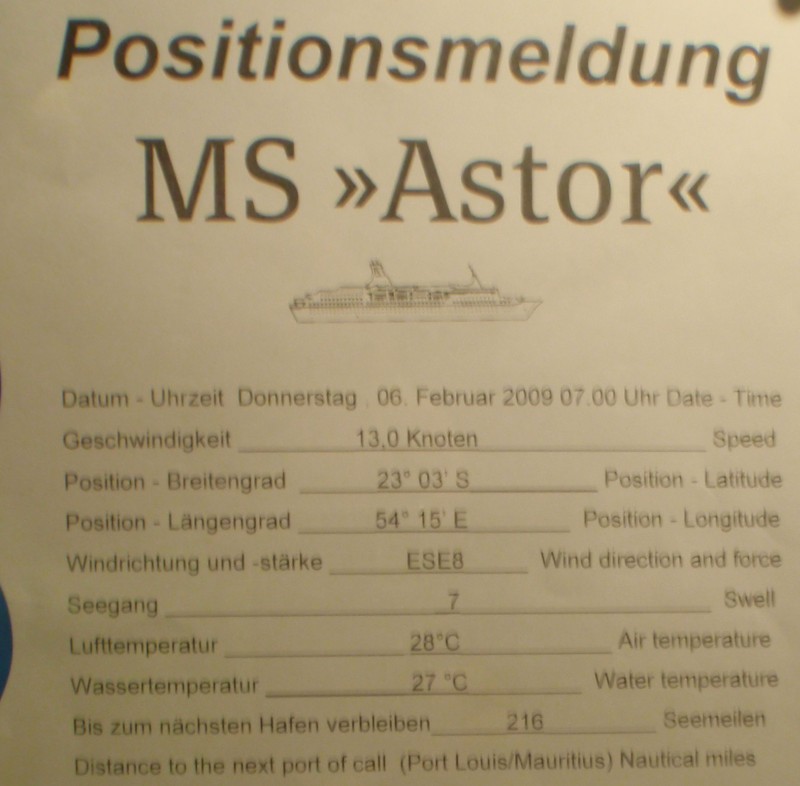 Positionsmeldung
MS »Astor«
Datum - Uhrzeit Donnerstag . 06. Februar 2009 07.00 Uhr Date - Time
Geschwindigkeit 13,0 Knoten Speed
Position - Breitengrad 23° 03' S Position - Latitude
Position - Längengrad 54° 15' E Position - Longitude
Windrichtung und -stärke ESE8 Wind direction and force
Seegang 7 Swell
Lufttemperatur 28°C Air temperature
Wassertemperatur 27 °C Water temperature
Bis zum nächsten Hafen verbleiben 216 Seemeilen
Distance to the next port of call (Port Louis/Mauritius) Nautical miles